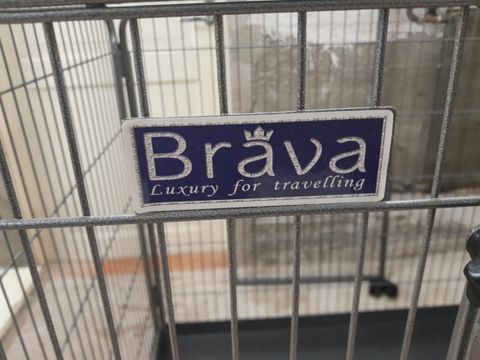 Brava
Luxury for travelling